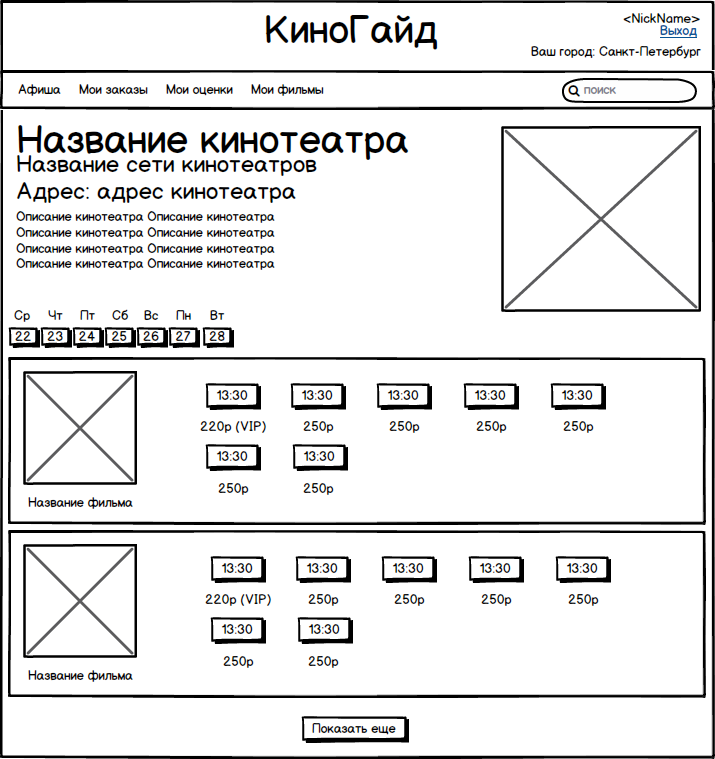 КиноГайд
<NickName>
Выход
Ваш город: Санкт-Петербург
Афиша Мои заказы Мои оценки Мои фильмы поиск
Название кинотеатра
Название сети кинотеатров
Адрес: адрес кинотеатра
Описание кинотеатра Описание кинотеатра
Описание кинотеатра Описание кинотеатра
Описание кинотеатра Описание кинотеатра
Описание кинотеатра Описание кинотеатра
Ср Чт Пт Сб Вс Пн Вт
22 23 24 25 26 27 28
13:30 13:30 13:30 13:30 13:30
220р (VIP) 250р 250р 250р 250р
13:30 13:30
250р 250р
Название фильма
13:30 13:30 13:30 13:30 13:30
220р (VIP) 250р 250р 250р 250р
13:30 13:30
250р 250р
Название фильма
Показать еще